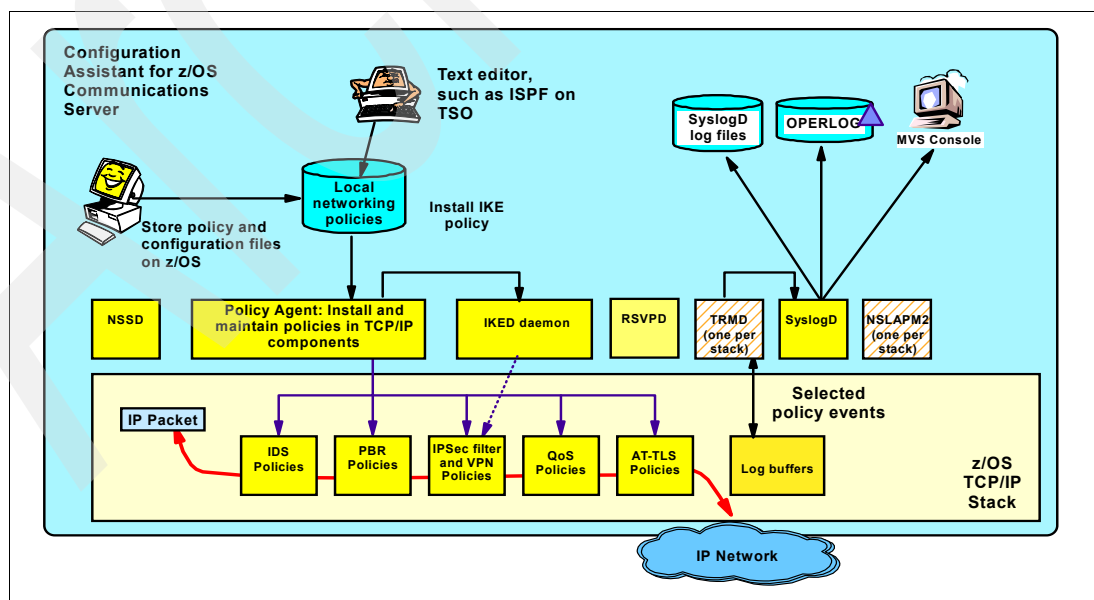 Configuration
Assistant for z/OS
Communications
Server
Text editor,
such as ISPF on
TSO
SyslogD
log files
OPERLOG
MVS Console
Local
networking
policies
Install IKE
policy
Store policy and
configuration files
on z/OS
NSSD
Policy Agent: Install and
maintain policies in TCP/IP
components
IKED daemon
RSVPD
TRMD
(one per
stack)
SyslogD
NSLAPM2
(one per
stack)
Selected
policy events
IP Packet
IDS
Policies
PBR
Policies
IPSec filter
and VPN
Policies
QoS
Policies
AT-TLS
Policies
Log buffers
z/OS
TCP/IP
Stack
IP Network